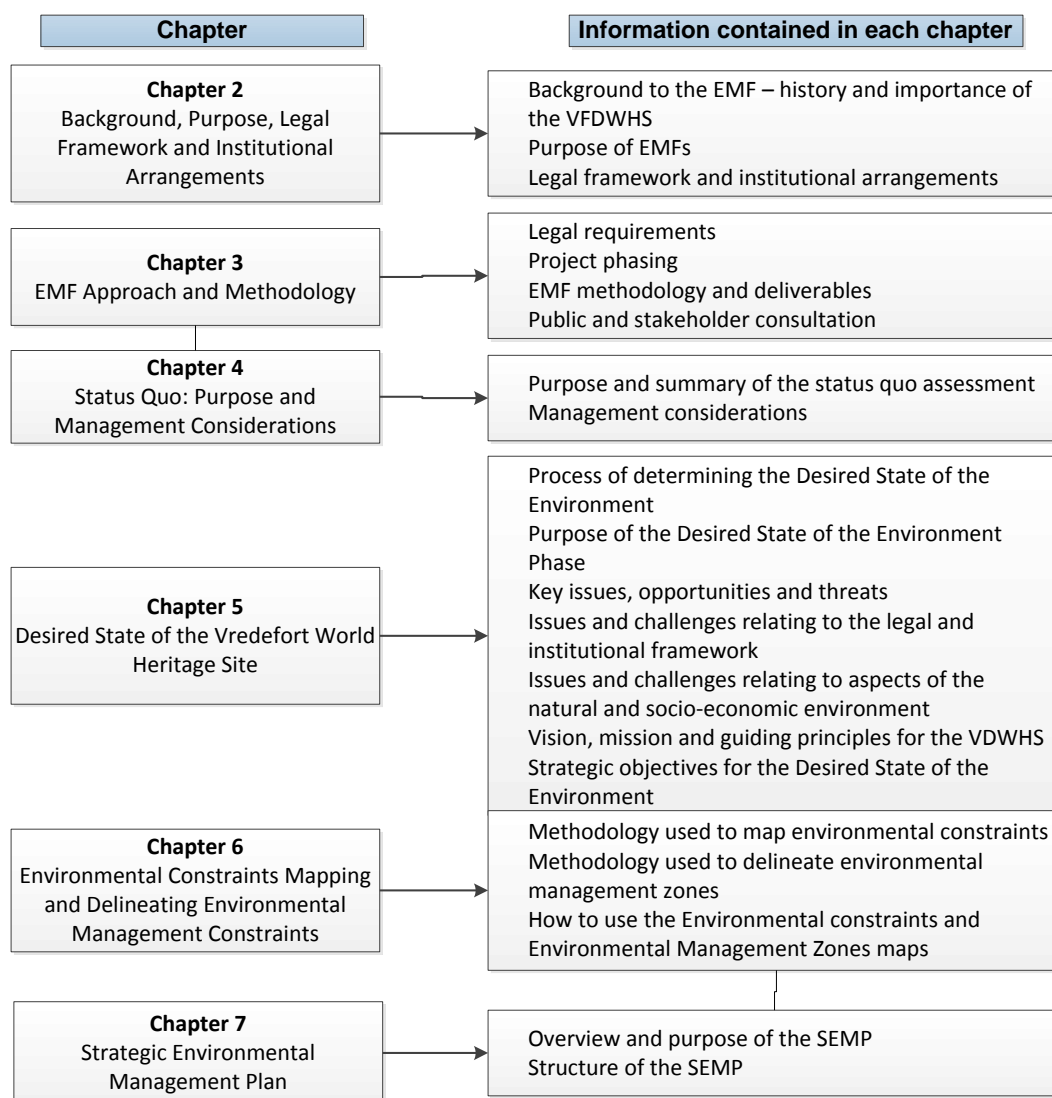 Chapter
Information contained in each chapter
Chapter 2
Background, Purpose, Legal
Framework and Institutional
Arrangements
Background to the EMF – history and importance of
the VFDWHS
Purpose of EMFs
Legal framework and institutional arrangements
Chapter 3
EMF Approach and Methodology
Legal requirements
Project phasing
EMF methodology and deliverables
Public and stakeholder consultation
Chapter 4
Status Quo: Purpose and
Management Considerations
Purpose and summary of the status quo assessment
Management considerations
Chapter 5
Desired State of the Vredefort World
Heritage Site
Process of determining the Desired State of the
Environment
Purpose of the Desired State of the Environment
Phase
Key issues, opportunities and threats
Issues and challenges relating to the legal and
institutional framework
Issues and challenges relating to aspects of the
natural and socio-economic environment
Vision, mission and guiding principles for the VDWHS
Strategic objectives for the Desired State of the
Environment
Chapter 6
Environmental Constraints Mapping
and Delineating Environmental
Management Constraints
Methodology used to map environmental constraints
Methodology used to delineate environmental
management zones
How to use the Environmental constraints and
Environmental Management Zones maps
Chapter 7
Strategic Environmental
Management Plan
Overview and purpose of the SEMP
Structure of the SEMP